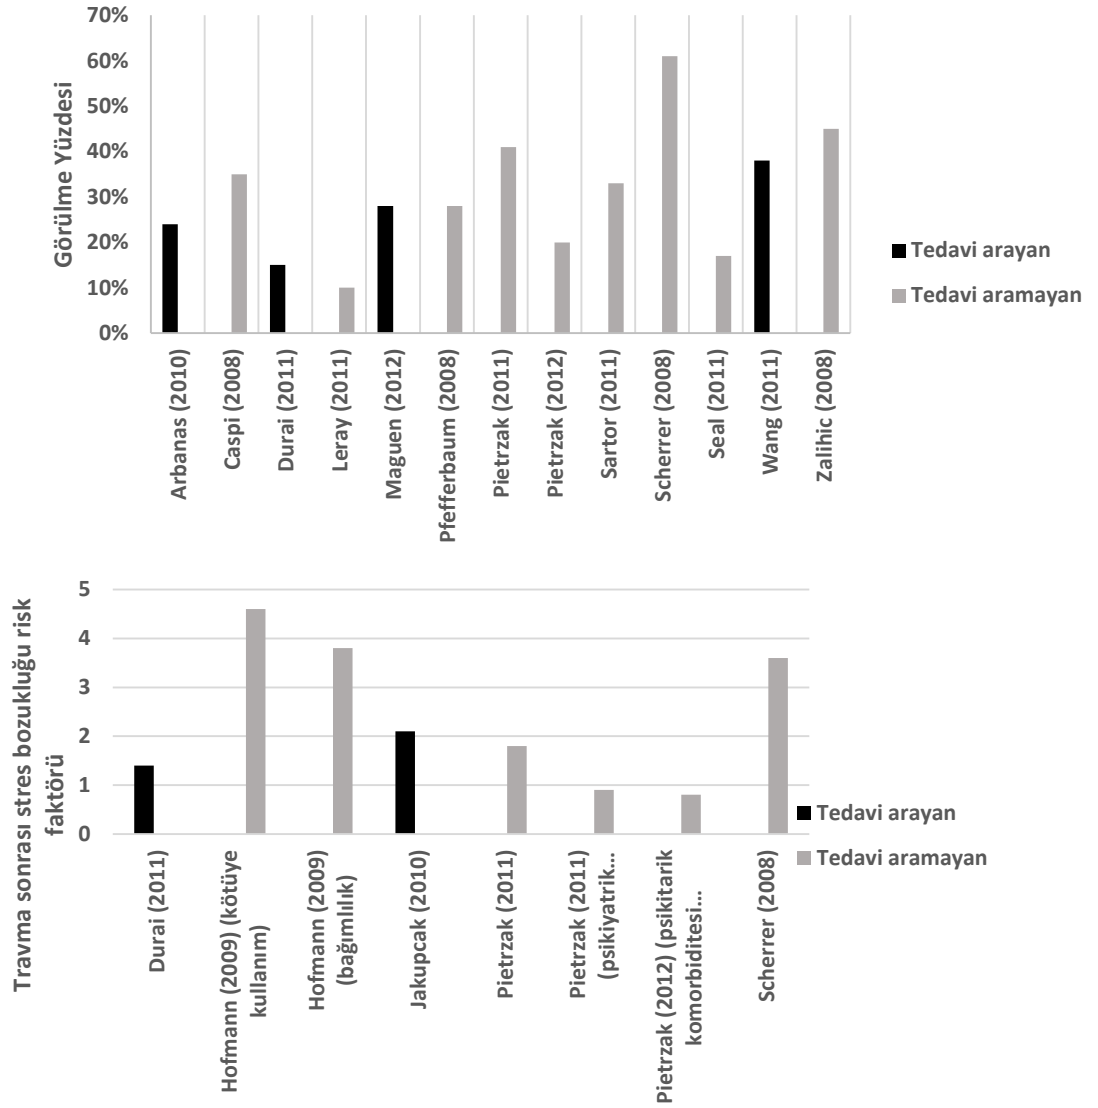 70%
60%
50%
40%
30%
20%
10%
0%
Görülme Yüzdesi
Arbanas (2010)
Caspi (2008)
Durai (2011)
Leray (2011)
Maguen (2012)
Pfefferbaum (2008)
Pietrzak (2011)
Pietrzak (2012)
Sartor (2011)
Scherrer (2008)
Seal (2011)
Wang (2011)
Zalihic (2008)
Tedavi arayan
Tedavi aramayan
5
4
3
2
1
0
Travma sonrası stres bozukluğu risk
faktörü
Durai (2011)
Hofmann (2009) (kötüye
kullanım)
Hofmann (2009)
(bağımlılık)
Jakupcak (2010)
Pietrzak (2011)
Pietrzak (2011)
(psikiyatrik...
Pietrzak (2012) (psikitarik
komorbiditesi...
Scherrer (2008)
Tedavi arayan
Tedavi aramayan